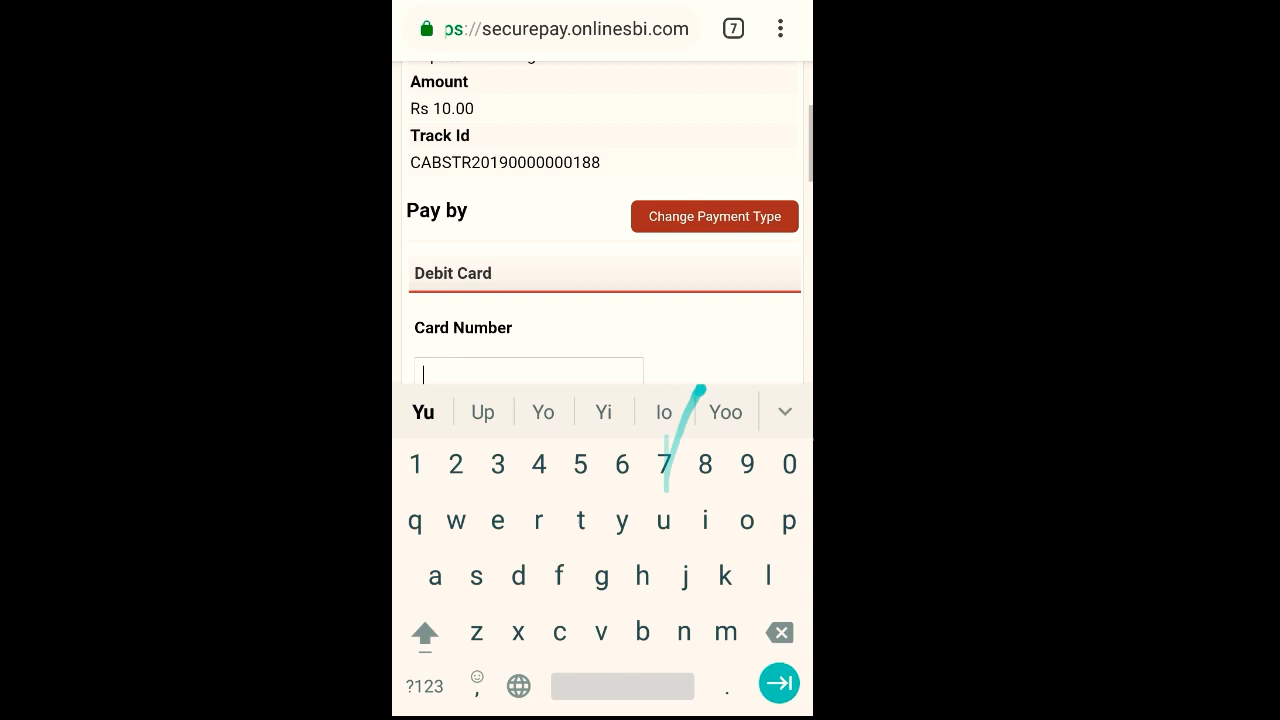 ps://securepay.onlinesbi.com 7
Amount
Rs 10.00
Track Id
CABSTR20190000000188
Pay by
Change Payment Type
Debit Card
Card Number
Yu Up Yo Yi Io Yoo
1 2 3 4 5 6 7 8 9 0
q w e r t y u i o p
a s d f g h j k l
z x c v b n m
?123 , .